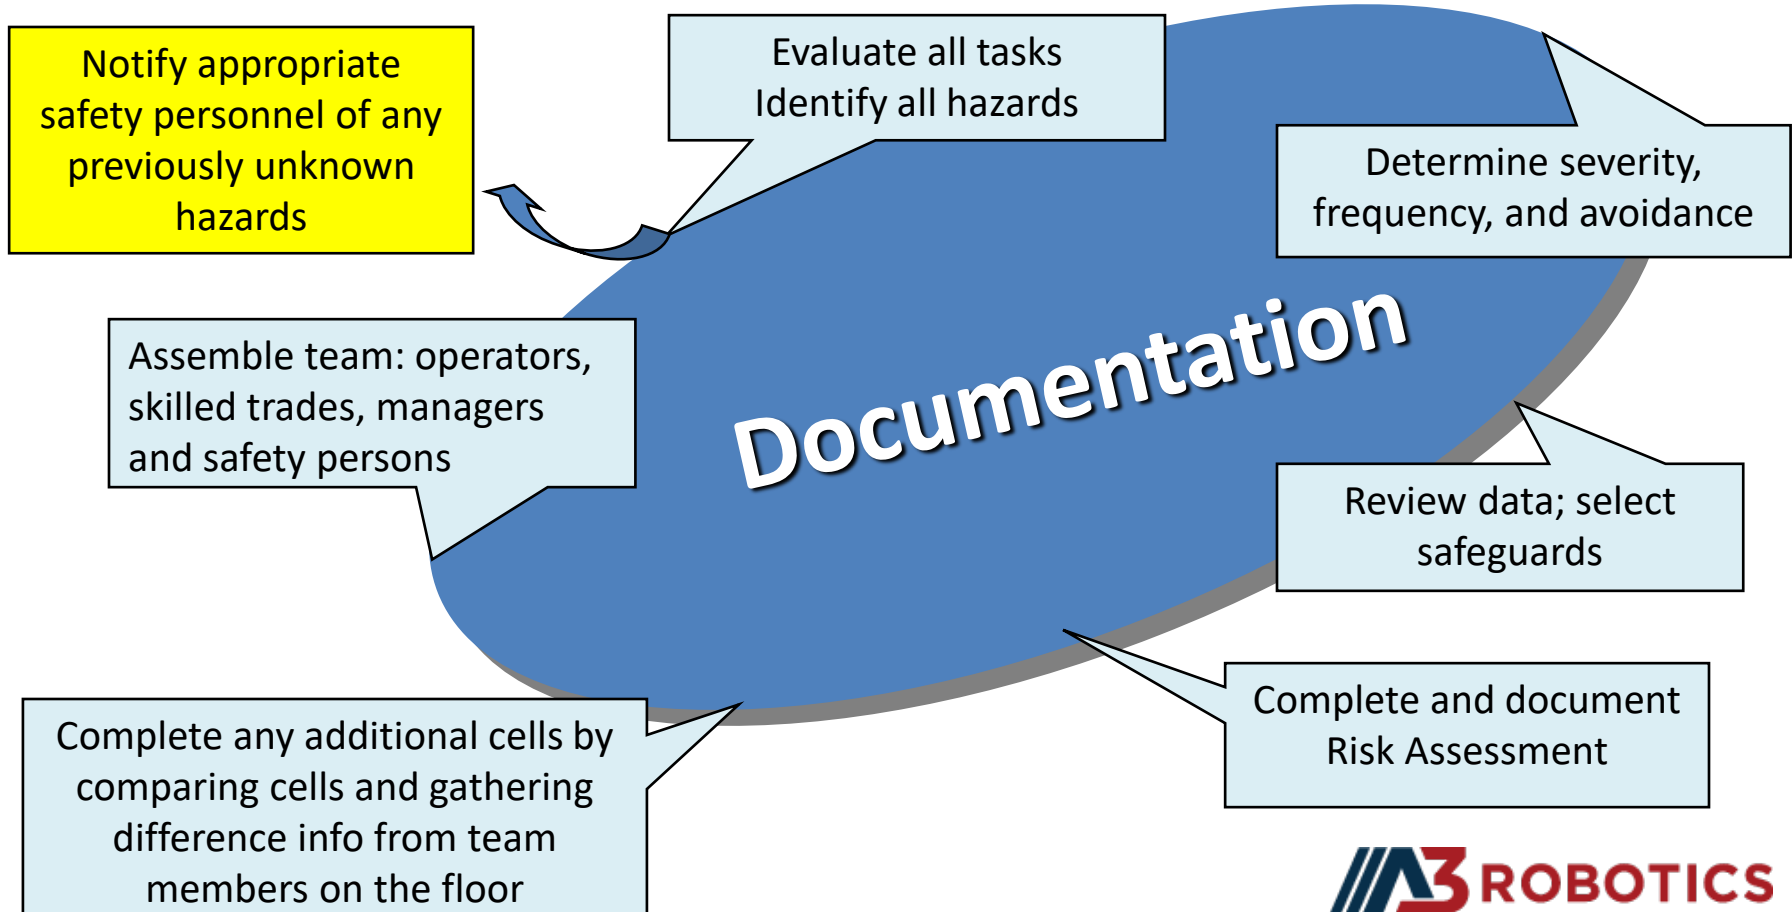 Notify appropriate
safety personnel of any
previously unknown
hazards
Evaluate all tasks
Identify all hazards
Determine severity,
frequency, and avoidance
Assemble team: operators,
skilled trades, managers
and safety persons
Documentation
Review data; select
safeguards
Complete and document
Risk Assessment
Complete any additional cells by
comparing cells and gathering
difference info from team
members on the floor
A3 ROBOTICS